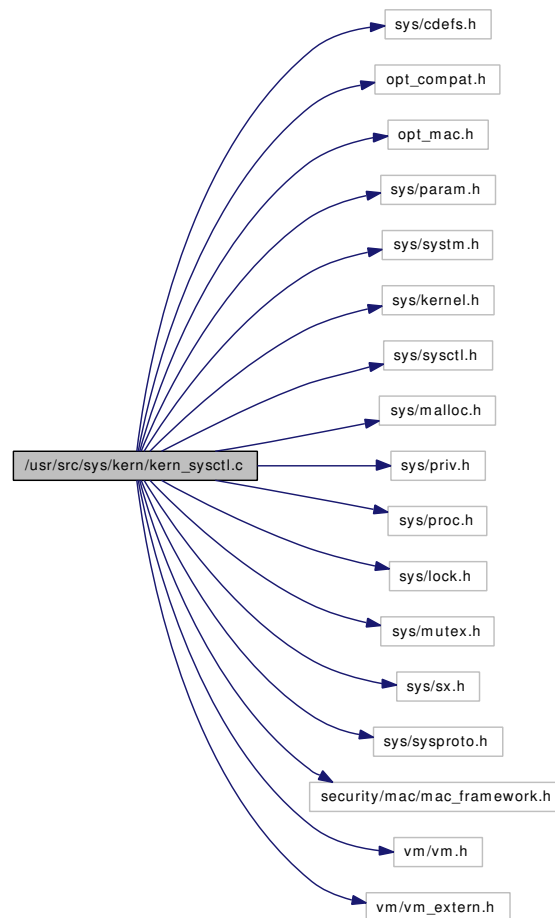 sys/cdefs.h
opt_compat.h
opt_mac.h
sys/param.h
sys/systm.h
sys/kernel.h
sys/sysctl.h
sys/malloc.h
/usr/src/sys/kern/kern_sysctl.c
sys/priv.h
sys/proc.h
sys/lock.h
sys/mutex.h
sys/sx.h
sys/sysproto.h
security/mac/mac_framework.h
vm/vm.h
vm/vm_extern.h